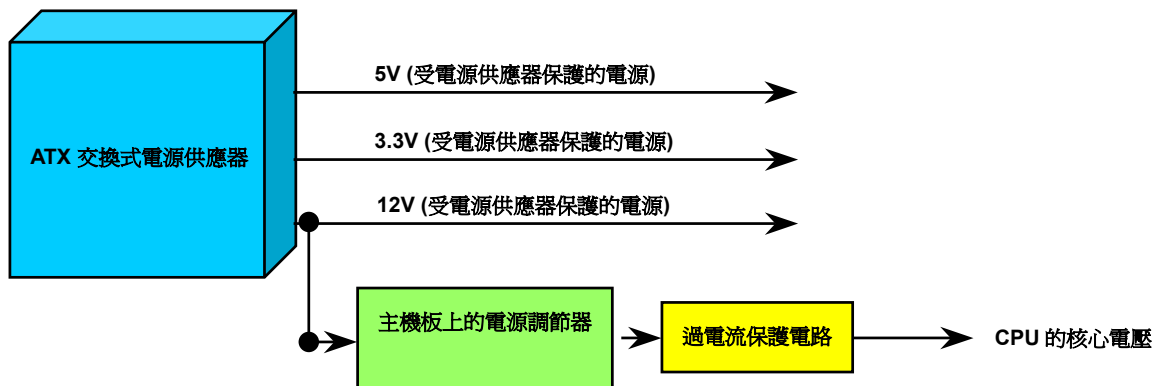 5V (受電源供應器保護的電源)
ATX 交換式電源供應器
3.3V (受電源供應器保護的電源)
12V (受電源供應器保護的電源)
主機板上的電源調節器
過電流保護電路
CPU 的核心電壓